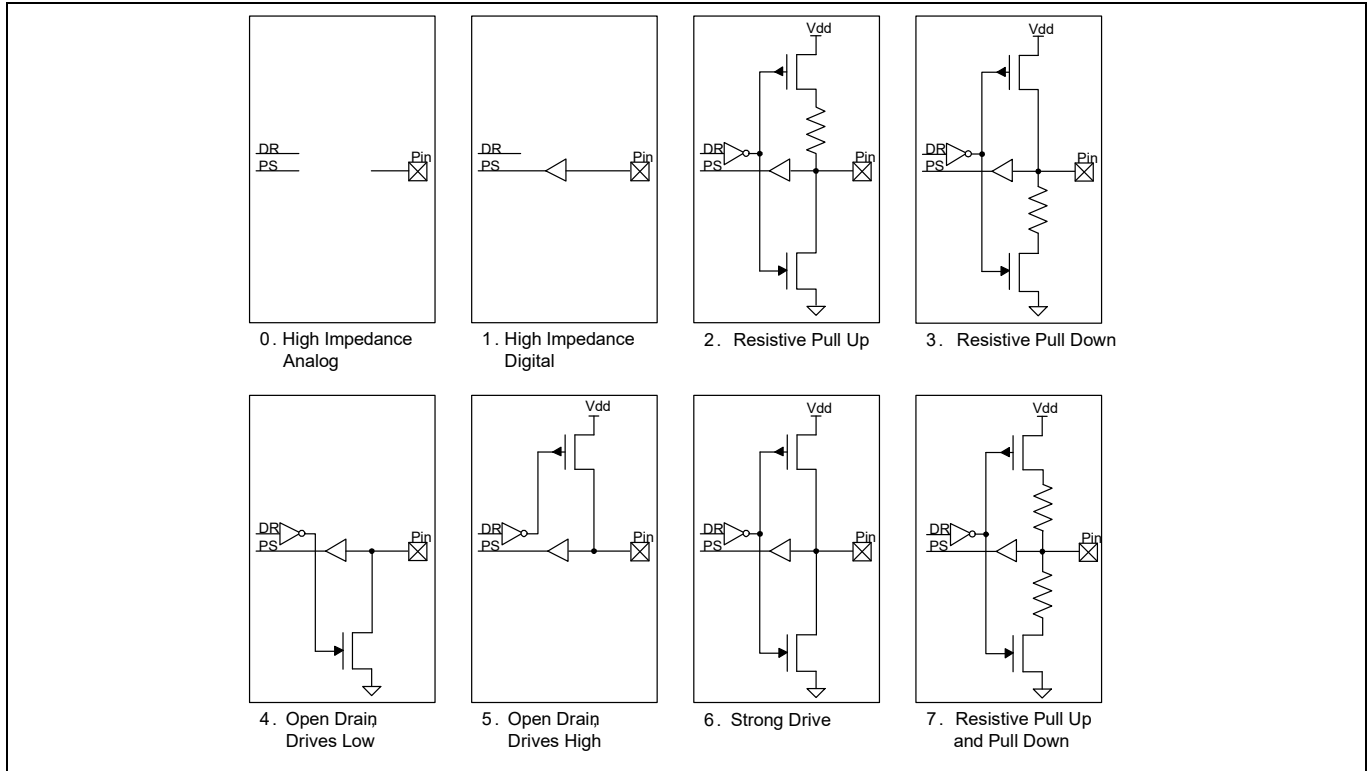 Vdd
Vdd
DR
PS
Pin
DR
PS
Pin
DR
PS
Pin
DR
PS
Pin
0. High Impedance
Analog
1. High Impedance
Digital
2. Resistive Pull Up
3. Resistive Pull Down
Vdd
Vdd
Vdd
DR
PS
Pin
DR
PS
Pin
DR
PS
Pin
DR
PS
Pin
4. Open Drain,
Drives Low
5. Open Drain,
Drives High
6. Strong Drive
7. Resistive Pull Up
and Pull Down